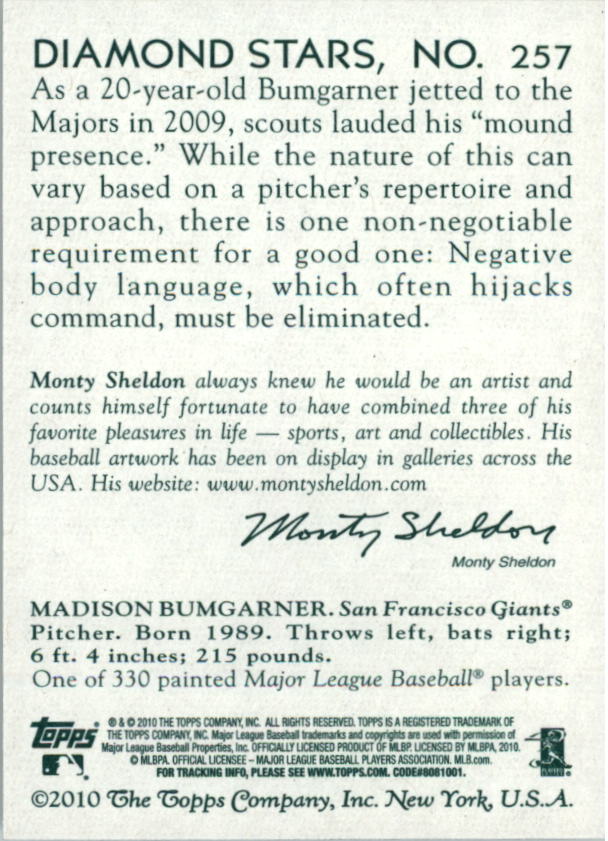 DIAMOND STARS, NO. 257
As a 20-year-old Bumgarner jetted to the
Majors in 2009, scouts lauded his “mound
presence.” While the nature of this can
vary based on a pitcher’s repertoire and
approach, there is one non-negotiable
requirement for a good one: Negative
body language, which often hijacks
command, must be eliminated.
Monty Sheldon always knew he would be an artist and
counts himself fortunate to have combined three of his
favorite pleasures in life — sports, art and collectibles. His
baseball artwork has been on display in galleries across the
USA. His website: www.montysheldon.com
Monty Sheldon
Monty Sheldon
MADISON BUMGARNER. San Francisco Giants®
Pitcher. Born 1989. Throws left, bats right;
6 ft. 4 inches; 215 pounds.
One of 330 painted Major League Baseball® players.
Topps
® & © 2010 THE TOPPS COMPANY, INC. ALL RIGHTS RESERVED. TOPPS IS A REGISTERED TRADEMARK OF
THE TOPPS COMPANY, INC. Major League Baseball trademarks and copyrights are used with permission of
Major League Baseball Properties, Inc. OFFICIALLY LICENSED PRODUCT OF MLBP. LICENSED BY MLBPA, 2010.
© MLBPA. OFFICIAL LICENSEE – MAJOR LEAGUE BASEBALL PLAYERS ASSOCIATION. MLB.com
FOR TRACKING INFO, PLEASE SEE WWW.TOPPS.COM. CODE#8081001.
©2010 The Topps Company, Inc. New York, U.S.A.